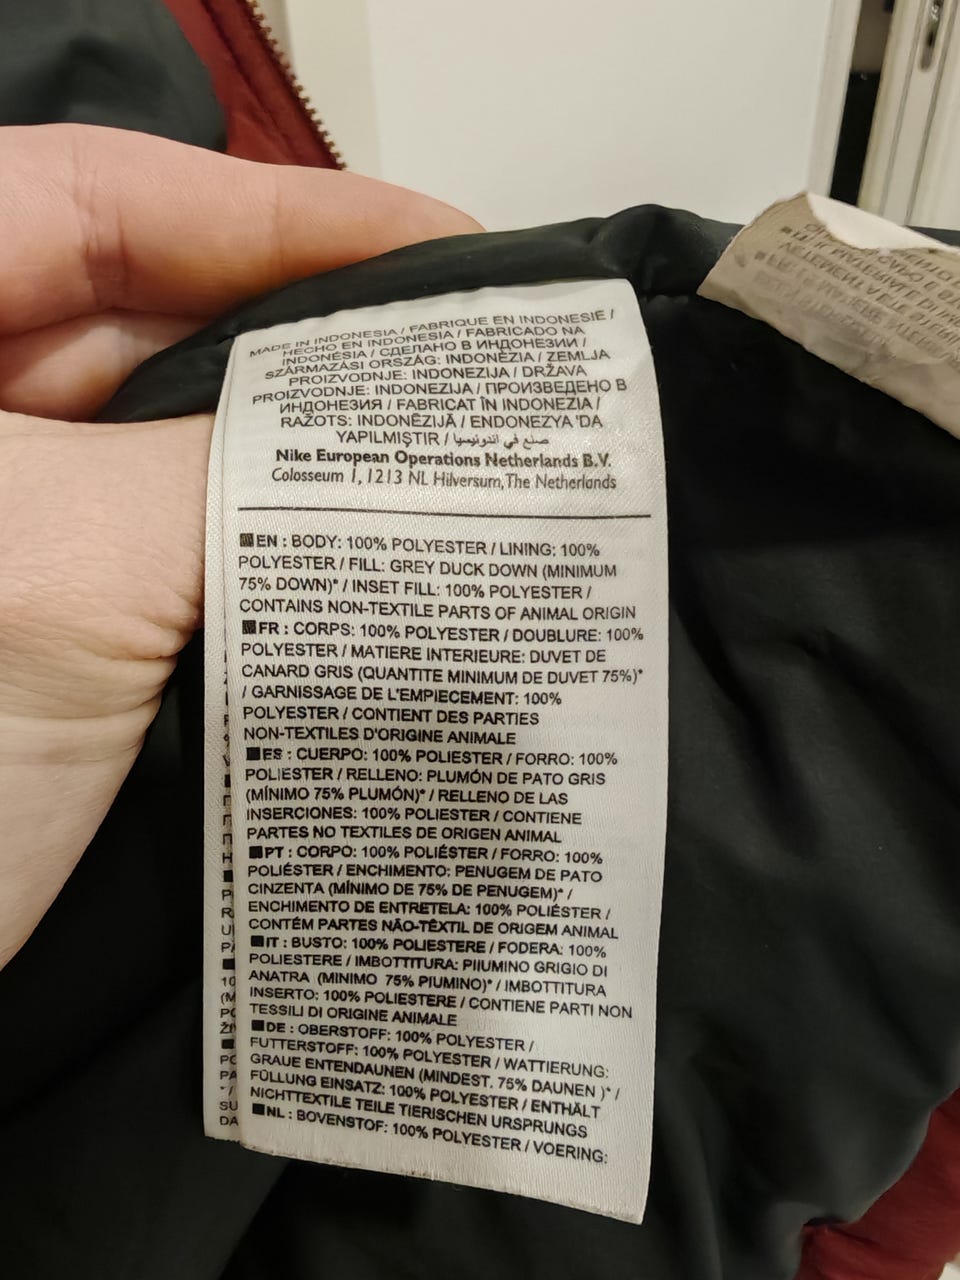 MADE IN INDONESIA / FABRIQUE EN INDONESIE /
HECHO EN INDONESIA / FABRICADO NA
INDONÉSIA / СДЕЛАНО В ИНДОНЕЗИИ /
SZÁRMAZÁSI ORSZÁG: INDONÉZIA / ZEMLJA
PROIZVODNJE: INDONEZIJA / DRŽAVA
PROIZVODNJE: INDONEZIJA / ПРОИЗВЕДЕНО В
ИНДОНЕЗИЯ / FABRICAT ÎN INDONEZIA /
RAŽOTS: INDONĒZIJĀ / ENDONEZYA 'DA
YAPILMIŞTIR / صنع في اندونيسيا
Nike European Operations Netherlands B.V.
Colosseum 1, 1213 NL Hilversum, The Netherlands
EN : BODY: 100% POLYESTER / LINING: 100%
POLYESTER / FILL: GREY DUCK DOWN (MINIMUM
75% DOWN)* / INSET FILL: 100% POLYESTER /
CONTAINS NON-TEXTILE PARTS OF ANIMAL ORIGIN
FR : CORPS: 100% POLYESTER / DOUBLURE: 100%
POLYESTER / MATIERE INTERIEURE: DUVET DE
CANARD GRIS (QUANTITE MINIMUM DE DUVET 75%)*
/ GARNISSAGE DE L'EMPIECEMENT: 100%
POLYESTER / CONTIENT DES PARTIES
NON-TEXTILES D'ORIGINE ANIMALE
ES : CUERPO: 100% POLIESTER / FORRO: 100%
POLIESTER / RELLENO: PLUMÓN DE PATO GRIS
(MÍNIMO 75% PLUMÓN)* / RELLENO DE LAS
INSERCIONES: 100% POLIESTER / CONTIENE
PARTES NO TEXTILES DE ORIGEN ANIMAL
PT : CORPO: 100% POLIÉSTER / FORRO: 100%
POLIÉSTER / ENCHIMENTO: PENUGEM DE PATO
CINZENTA (MÍNIMO DE 75% DE PENUGEM)* /
ENCHIMENTO DE ENTRETELA: 100% POLIÉSTER /
CONTÉM PARTES NÃO-TÊXTIL DE ORIGEM ANIMAL
IT : BUSTO: 100% POLIESTERE / FODERA: 100%
POLIESTERE / IMBOTTITURA: PIIUMINO GRIGIO DI
ANATRA (MINIMO 75% PIUMINO)* / IMBOTTITURA
INSERTO: 100% POLIESTERE / CONTIENE PARTI NON
TESSILI DI ORIGINE ANIMALE
DE : OBERSTOFF: 100% POLYESTER /
FUTTERSTOFF: 100% POLYESTER / WATTIERUNG:
GRAUE ENTENDAUNEN (MINDEST. 75% DAUNEN )* /
FÜLLUNG EINSATZ: 100% POLYESTER / ENTHÄLT
NICHTTEXTILE TEILE TIERISCHEN URSPRUNGS
NL : BOVENSTOF: 100% POLYESTER / VOERING: